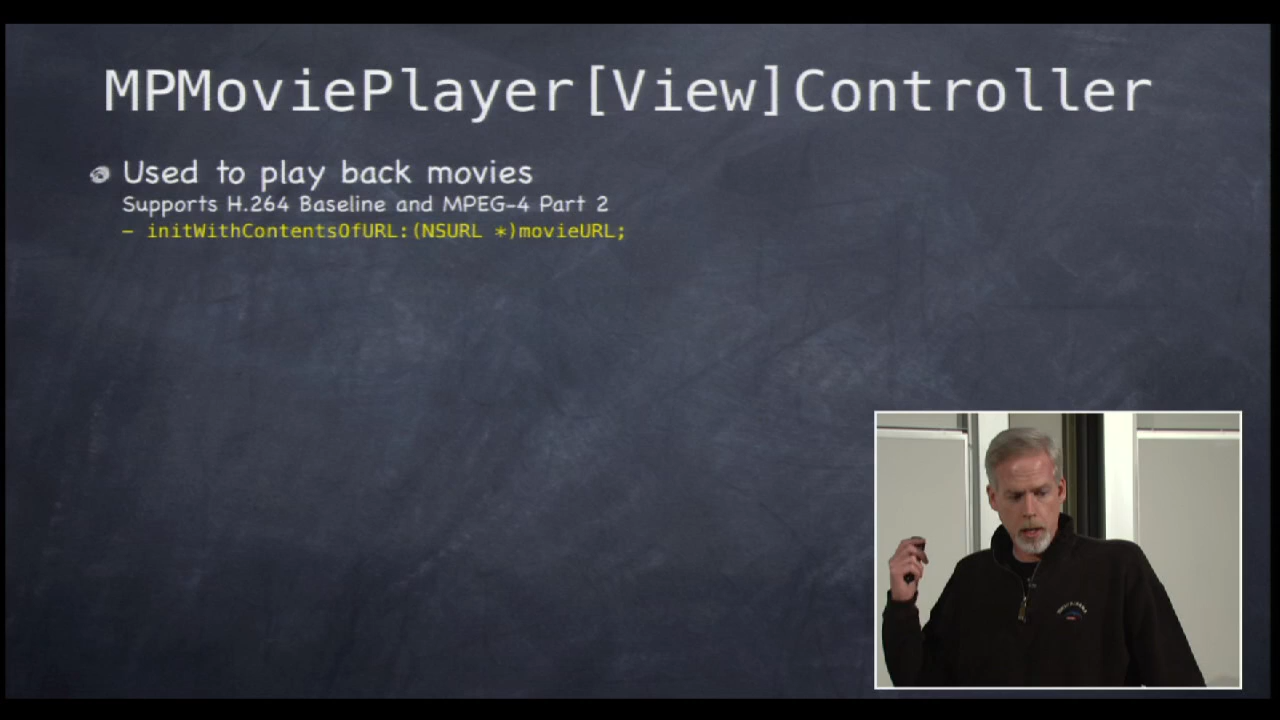 MPMoviePlayer[View]Controller
Used to play back movies
Supports H.264 Baseline and MPEG-4 Part 2
- initWithContentsOfURL:(NSURL *)movieURL;